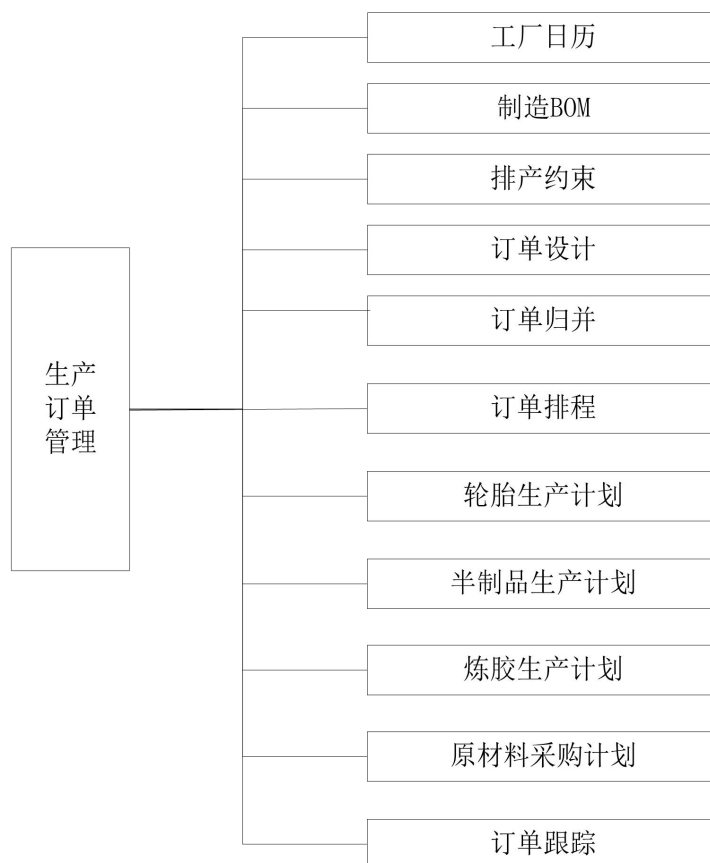 工厂日历
制造BOM
排产约束
订单设计
订单归并
生产
订单
管理
订单排程
轮胎生产计划
半制品生产计划
炼胶生产计划
原材料采购计划
订单跟踪